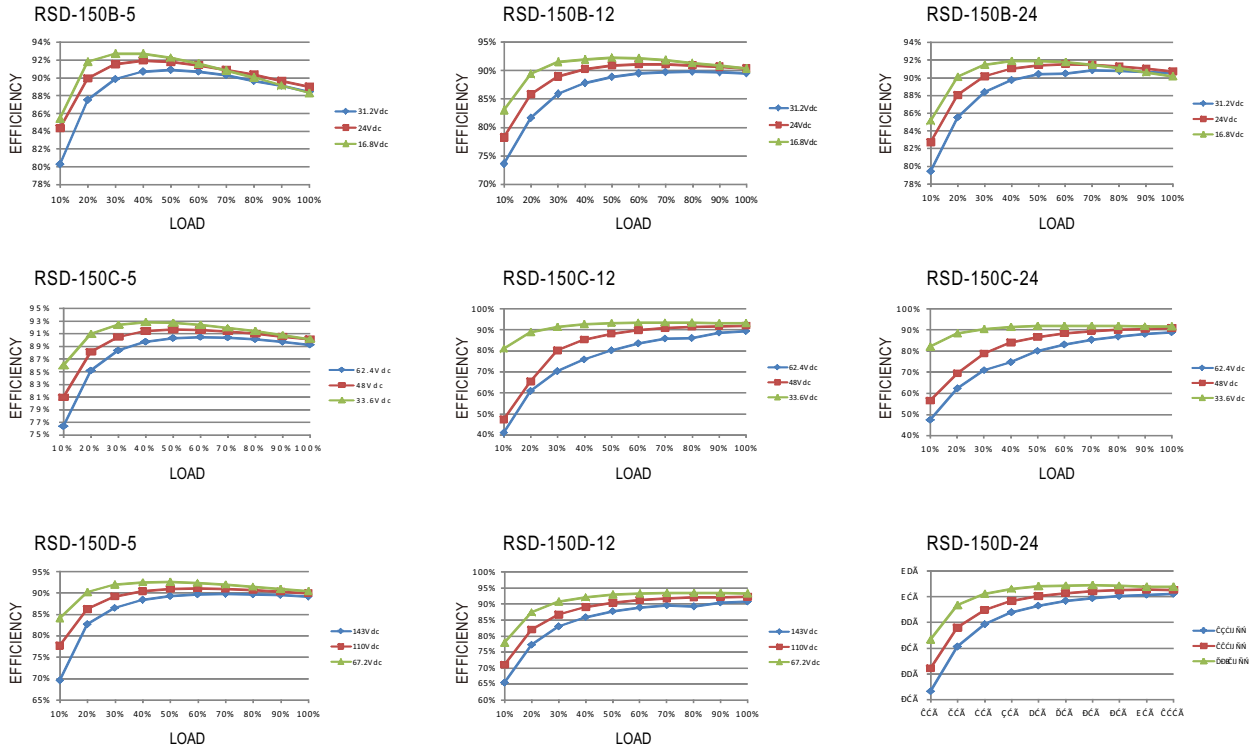 RSD-150B-5
94%
92%
90%
88%
86%
84%
82%
80%
78%
EFFICIENCY
10% 20% 30% 40% 50% 60% 70% 80% 90% 100%
LOAD
31.2Vdc
24Vdc
16.8Vdc
RSD-150B-12
95%
90%
85%
80%
75%
70%
EFFICIENCY
10% 20% 30% 40% 50% 60% 70% 80% 90% 100%
LOAD
31.2Vdc
24Vdc
16.8Vdc
RSD-150B-24
94%
92%
90%
88%
86%
84%
82%
80%
78%
EFFICIENCY
10% 20% 30% 40% 50% 60% 70% 80% 90% 100%
LOAD
31.2Vdc
24Vdc
16.8Vdc
RSD-150C-5
95%
93%
91%
89%
87%
85%
83%
81%
79%
77%
75%
EFFICIENCY
10% 20% 30% 40% 50% 60% 70% 80% 90% 100%
LOAD
62.4Vdc
48Vdc
33.6Vdc
RSD-150C-12
100%
90%
80%
70%
60%
50%
40%
EFFICIENCY
10% 20% 30% 40% 50% 60% 70% 80% 90% 100%
LOAD
62.4Vdc
48Vdc
33.6Vdc
RSD-150C-24
100%
90%
80%
70%
60%
50%
40%
EFFICIENCY
10% 20% 30% 40% 50% 60% 70% 80% 90% 100%
LOAD
62.4Vdc
48Vdc
33.6Vdc
RSD-150D-5
95%
90%
85%
80%
75%
70%
65%
EFFICIENCY
10% 20% 30% 40% 50% 60% 70% 80% 90% 100%
LOAD
143Vdc
110Vdc
67.2Vdc
RSD-150D-12
100%
95%
90%
85%
80%
75%
70%
65%
60%
EFFICIENCY
10% 20% 30% 40% 50% 60% 70% 80% 90% 100%
LOAD
143Vdc
110Vdc
67.2Vdc
RSD-150D-24
EFFICIENCY
LOAD